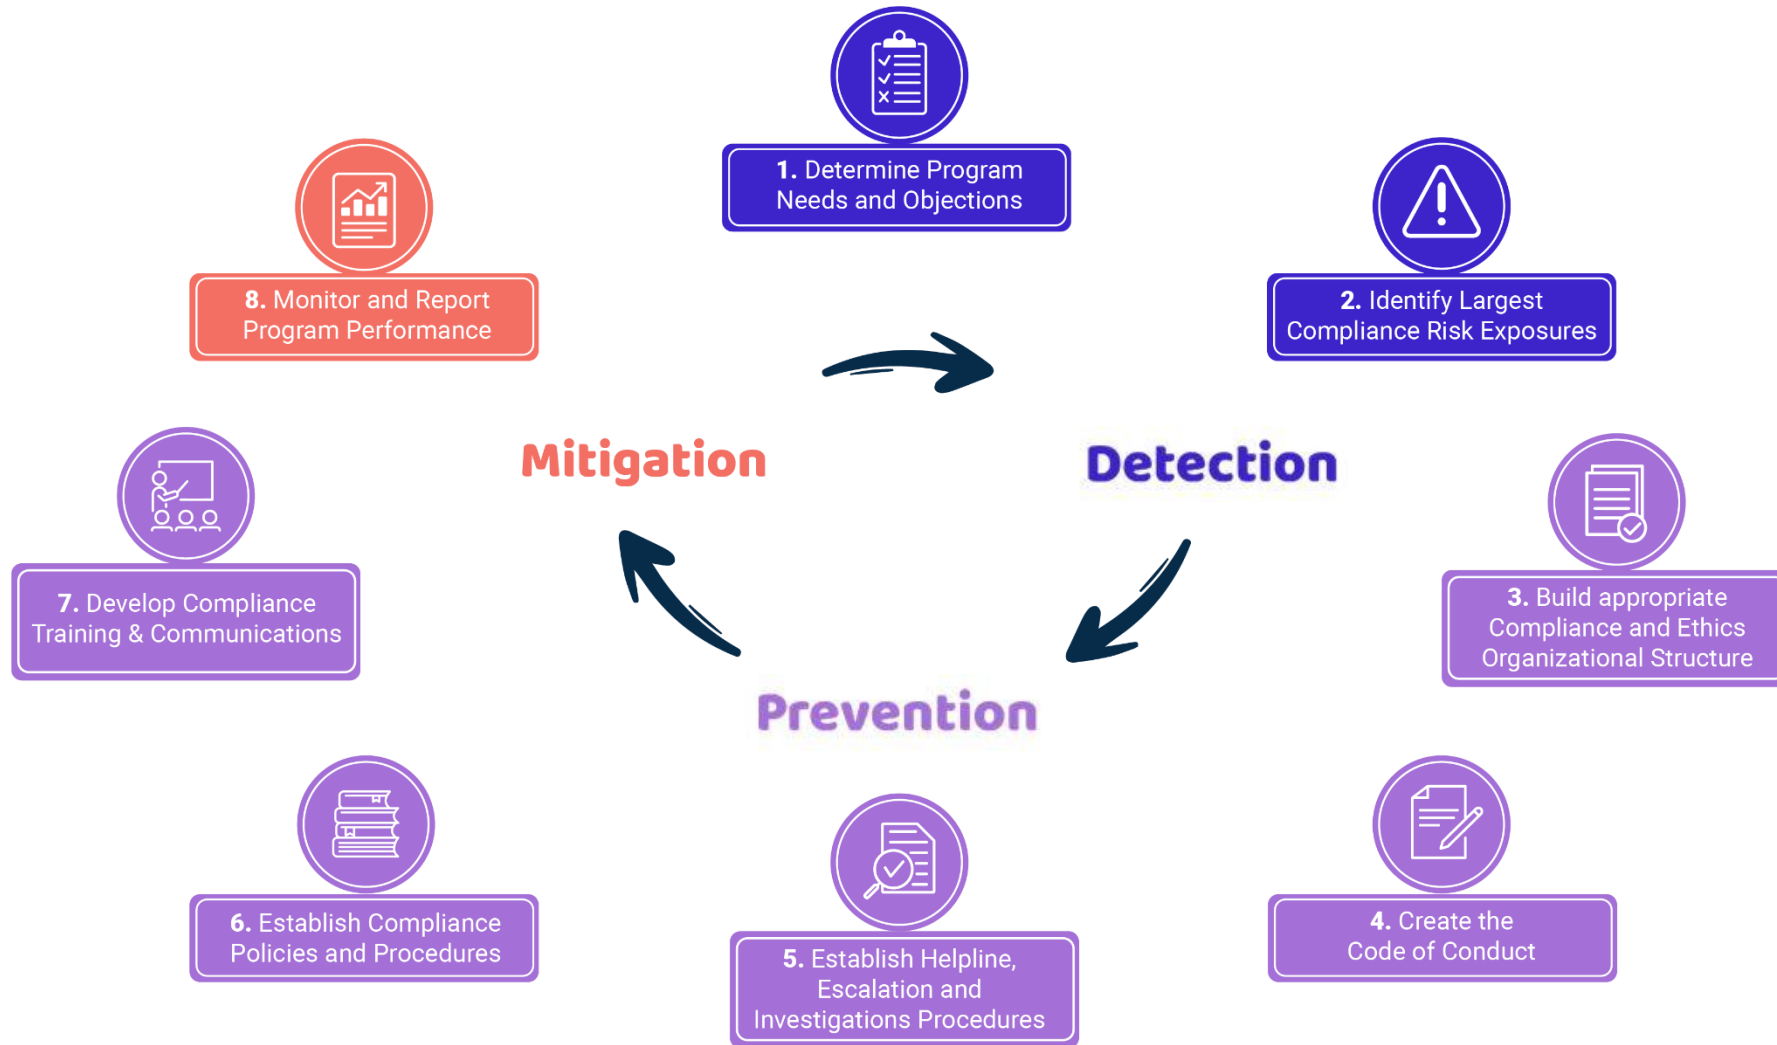 1. Determine Program
Needs and Objections
2. Identify Largest
Compliance Risk Exposures
3. Build appropriate
Compliance and Ethics
Organizational Structure
4. Create the
Code of Conduct
5. Establish Helpline,
Escalation and
Investigations Procedures
6. Establish Compliance
Policies and Procedures
7. Develop Compliance
Training & Communications
8. Monitor and Report
Program Performance
Mitigation
Detection
Prevention